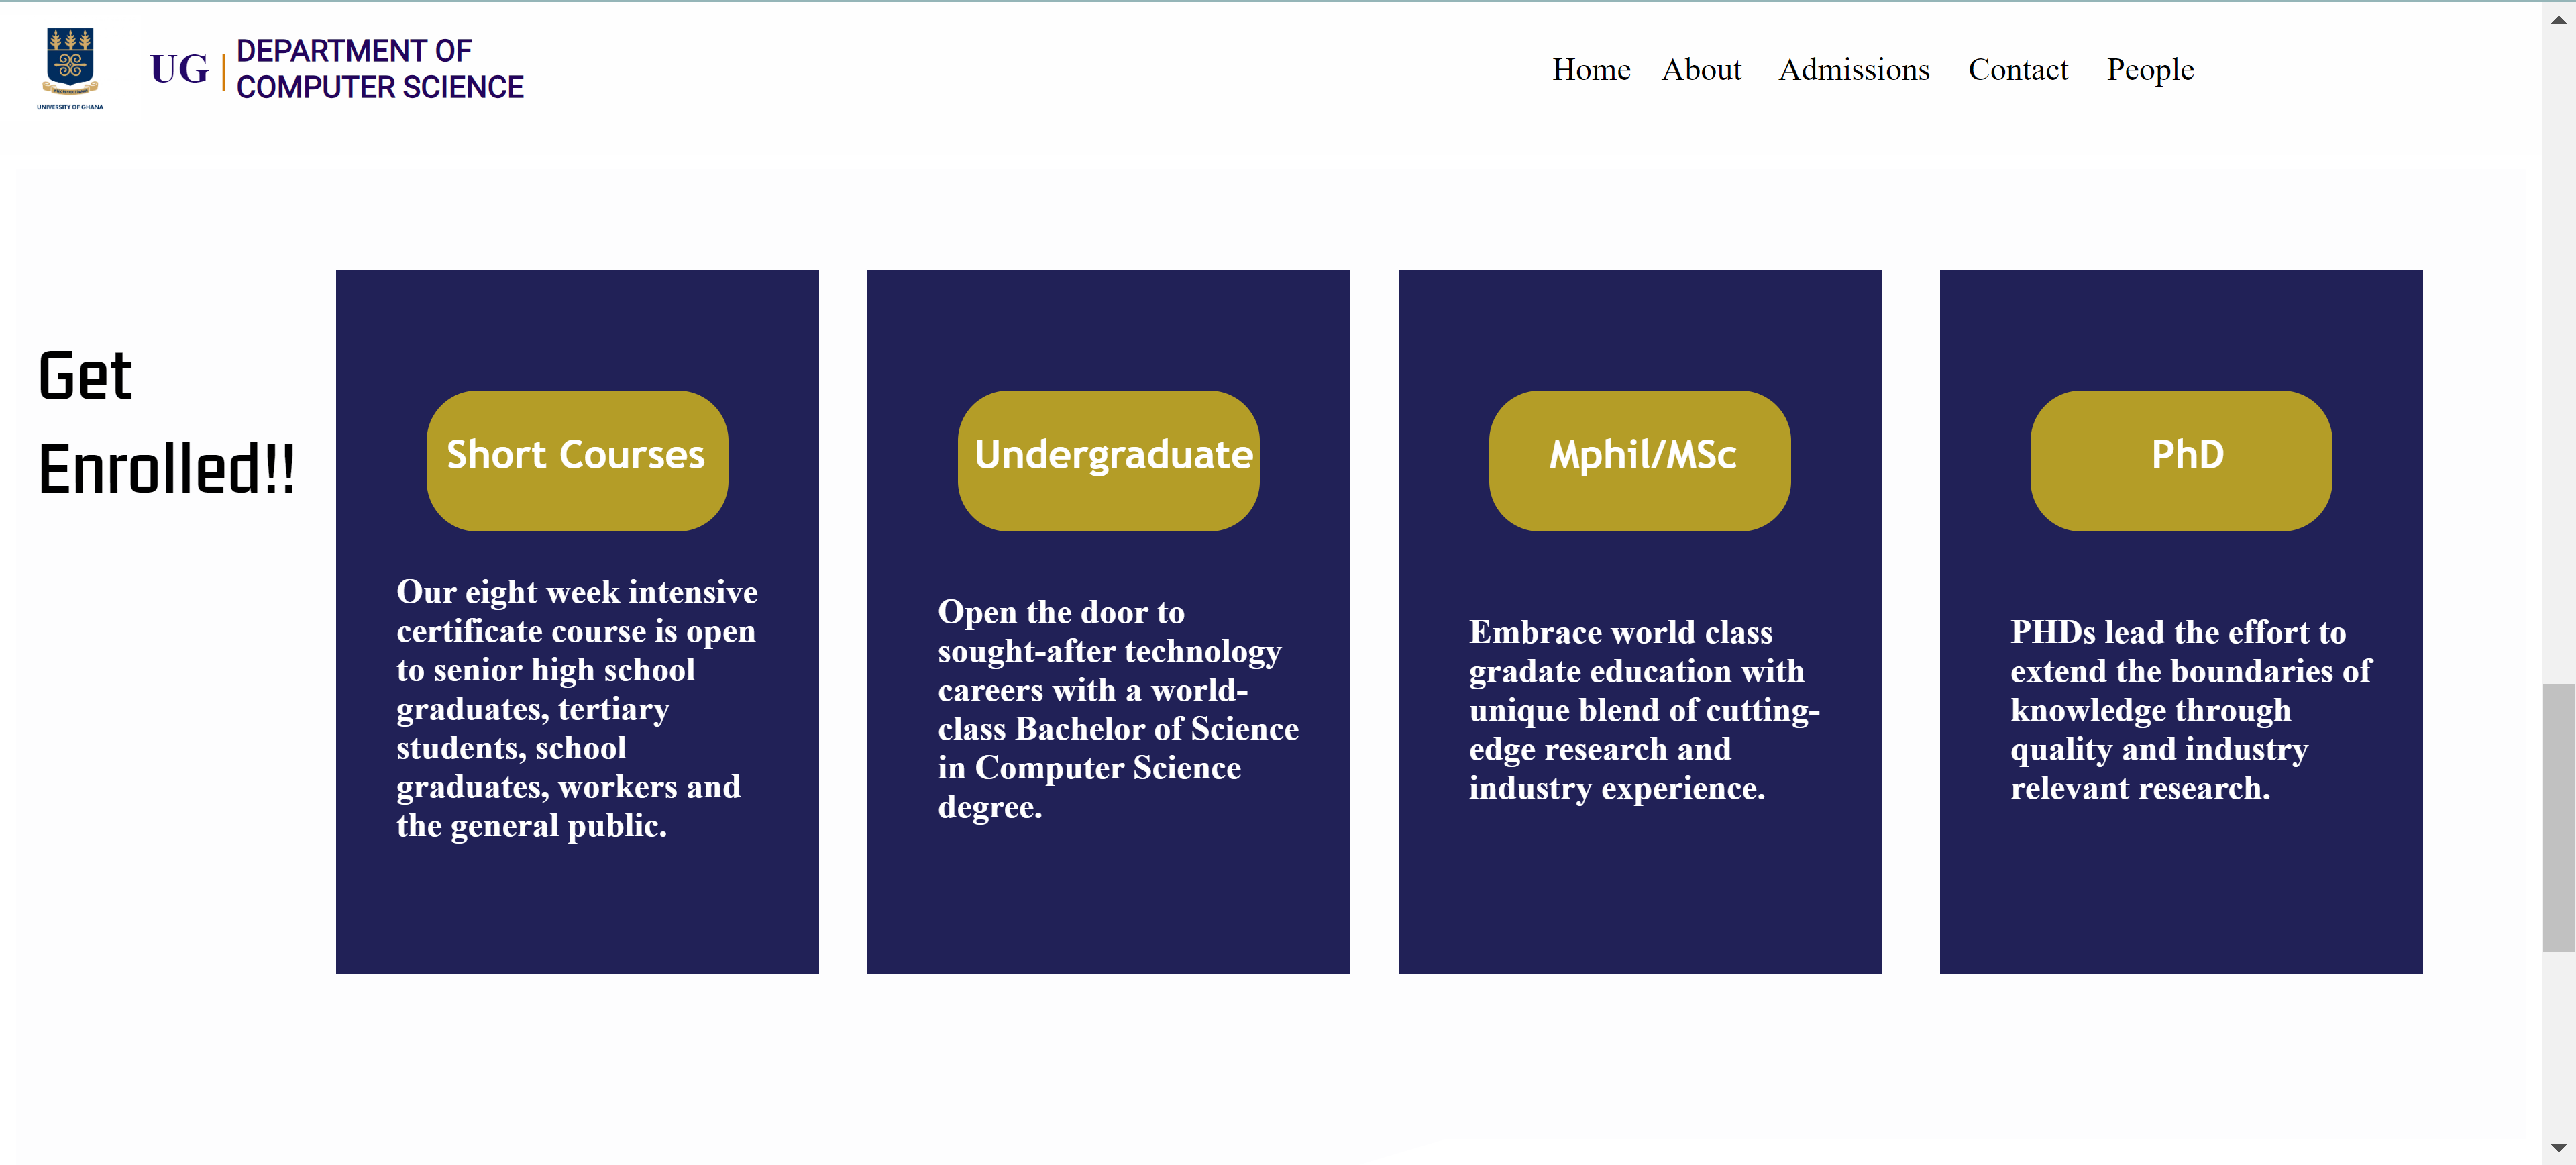 UNIVERSITY OF GHANA
UG
DEPARTMENT OF
COMPUTER SCIENCE
Home About Admissions Contact People
Get
Enrolled!!
Short Courses
Our eight week intensive
certificate course is open
to senior high school
graduates, tertiary
students, school
graduates, workers and
the general public.
Undergraduate
Open the door to
sought-after technology
careers with a world-
class Bachelor of Science
in Computer Science
degree.
Mphil/MSc
Embrace world class
gradate education with
unique blend of cutting-
edge research and
industry experience.
PhD
PHDs lead the effort to
extend the boundaries of
knowledge through
quality and industry
relevant research.